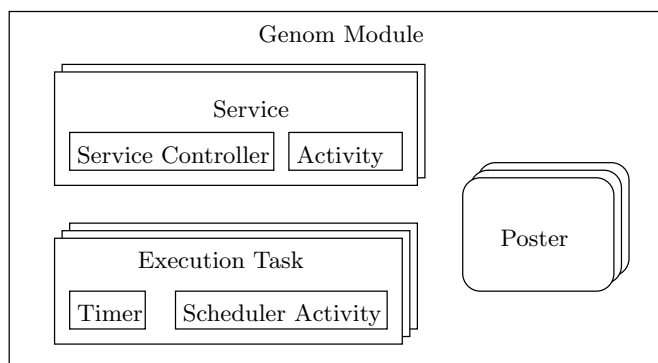 Genom Module
Service
Service Controller
Activity
Poster
Execution Task
Timer
Scheduler Activity